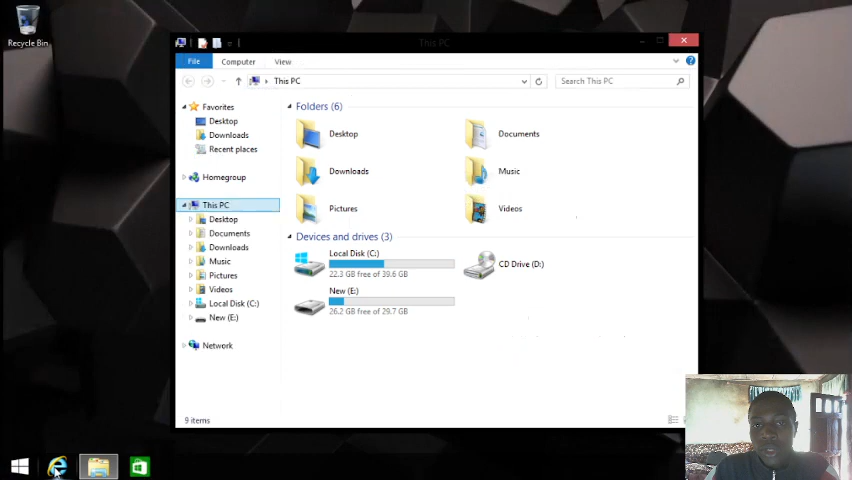 Recycle Bin
This PC
File
Computer
View
This PC
Search This PC
Favorites
Desktop
Downloads
Recent places
Homegroup
This PC
Desktop
Documents
Downloads
Music
Pictures
Videos
Local Disk (C:)
New (E:)
Network
Folders (6)
Desktop
Documents
Downloads
Music
Pictures
Videos
Devices and drives (3)
Local Disk (C:)
22.3 GB free of 39.6 GB
CD Drive (D:)
New (E:)
26.2 GB free of 29.7 GB
9 items